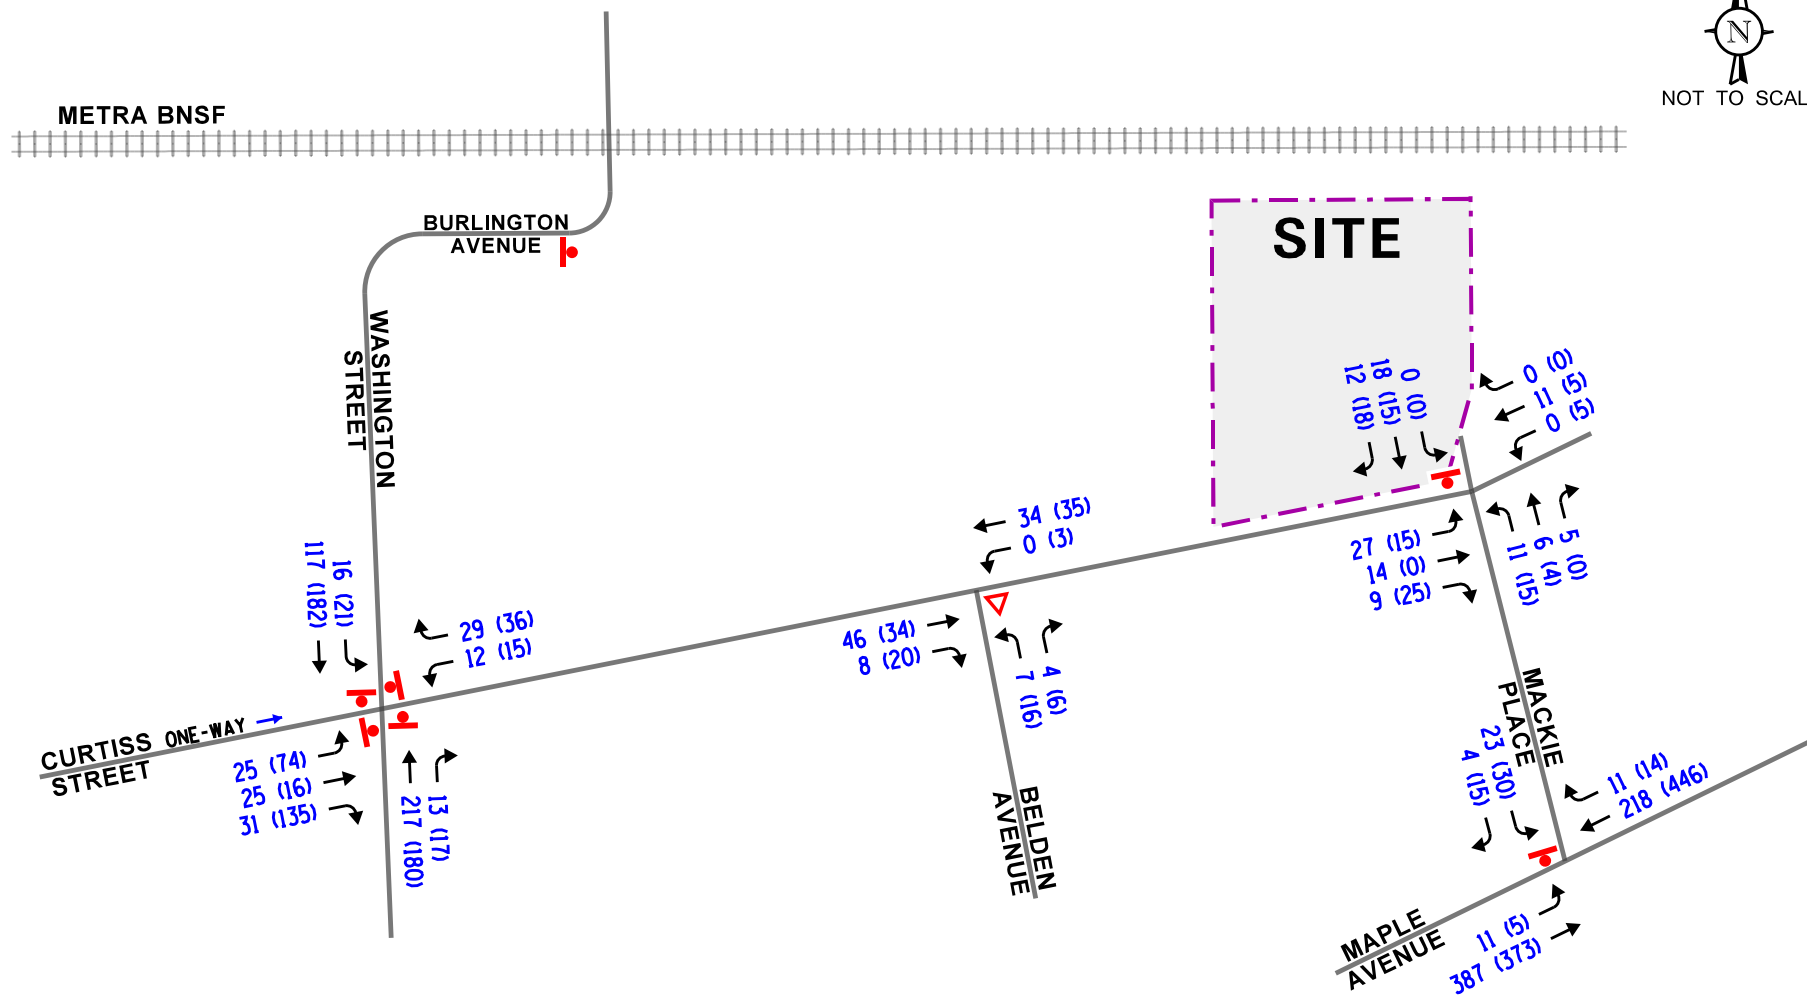 N
NOT TO SCAL
METRA BNSF
BURLINGTON
AVENUE
SITE
WASHINGTON
STREET
0 (0)
18 (15)
12 (18)
0 (0)
11 (5)
0 (5)
34 (35)
0 (3)
27 (15)
14 (0)
9 (25)
5 (0)
6 (4)
11 (15)
16 (21)
117 (182)
29 (36)
12 (15)
46 (34)
8 (20)
4 (6)
7 (16)
MACKIE
PLACE
CURTISS ONE-WAY
STREET
25 (74)
25 (16)
31 (135)
13 (17)
217 (180)
BELDEN
AVENUE
23 (30)
4 (15)
11 (14)
218 (446)
MAPLE
AVENUE
11 (5)
387 (373)